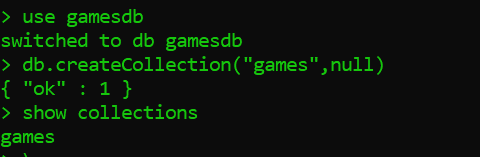 > use gamesdb
switched to db gamesdb
> db.createCollection("games",null)
{ "ok" : 1 }
> show collections
games